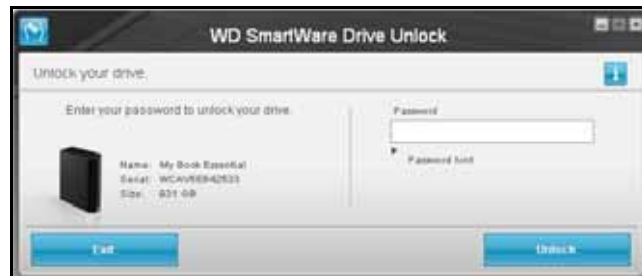 WD SmartWare Drive Unlock
Unlock your drive.
Enter your password to unlock your drive.
Name: My Book Essential
Serial:
Size: 931 GB
Password
Password hint
Exit
Unlock